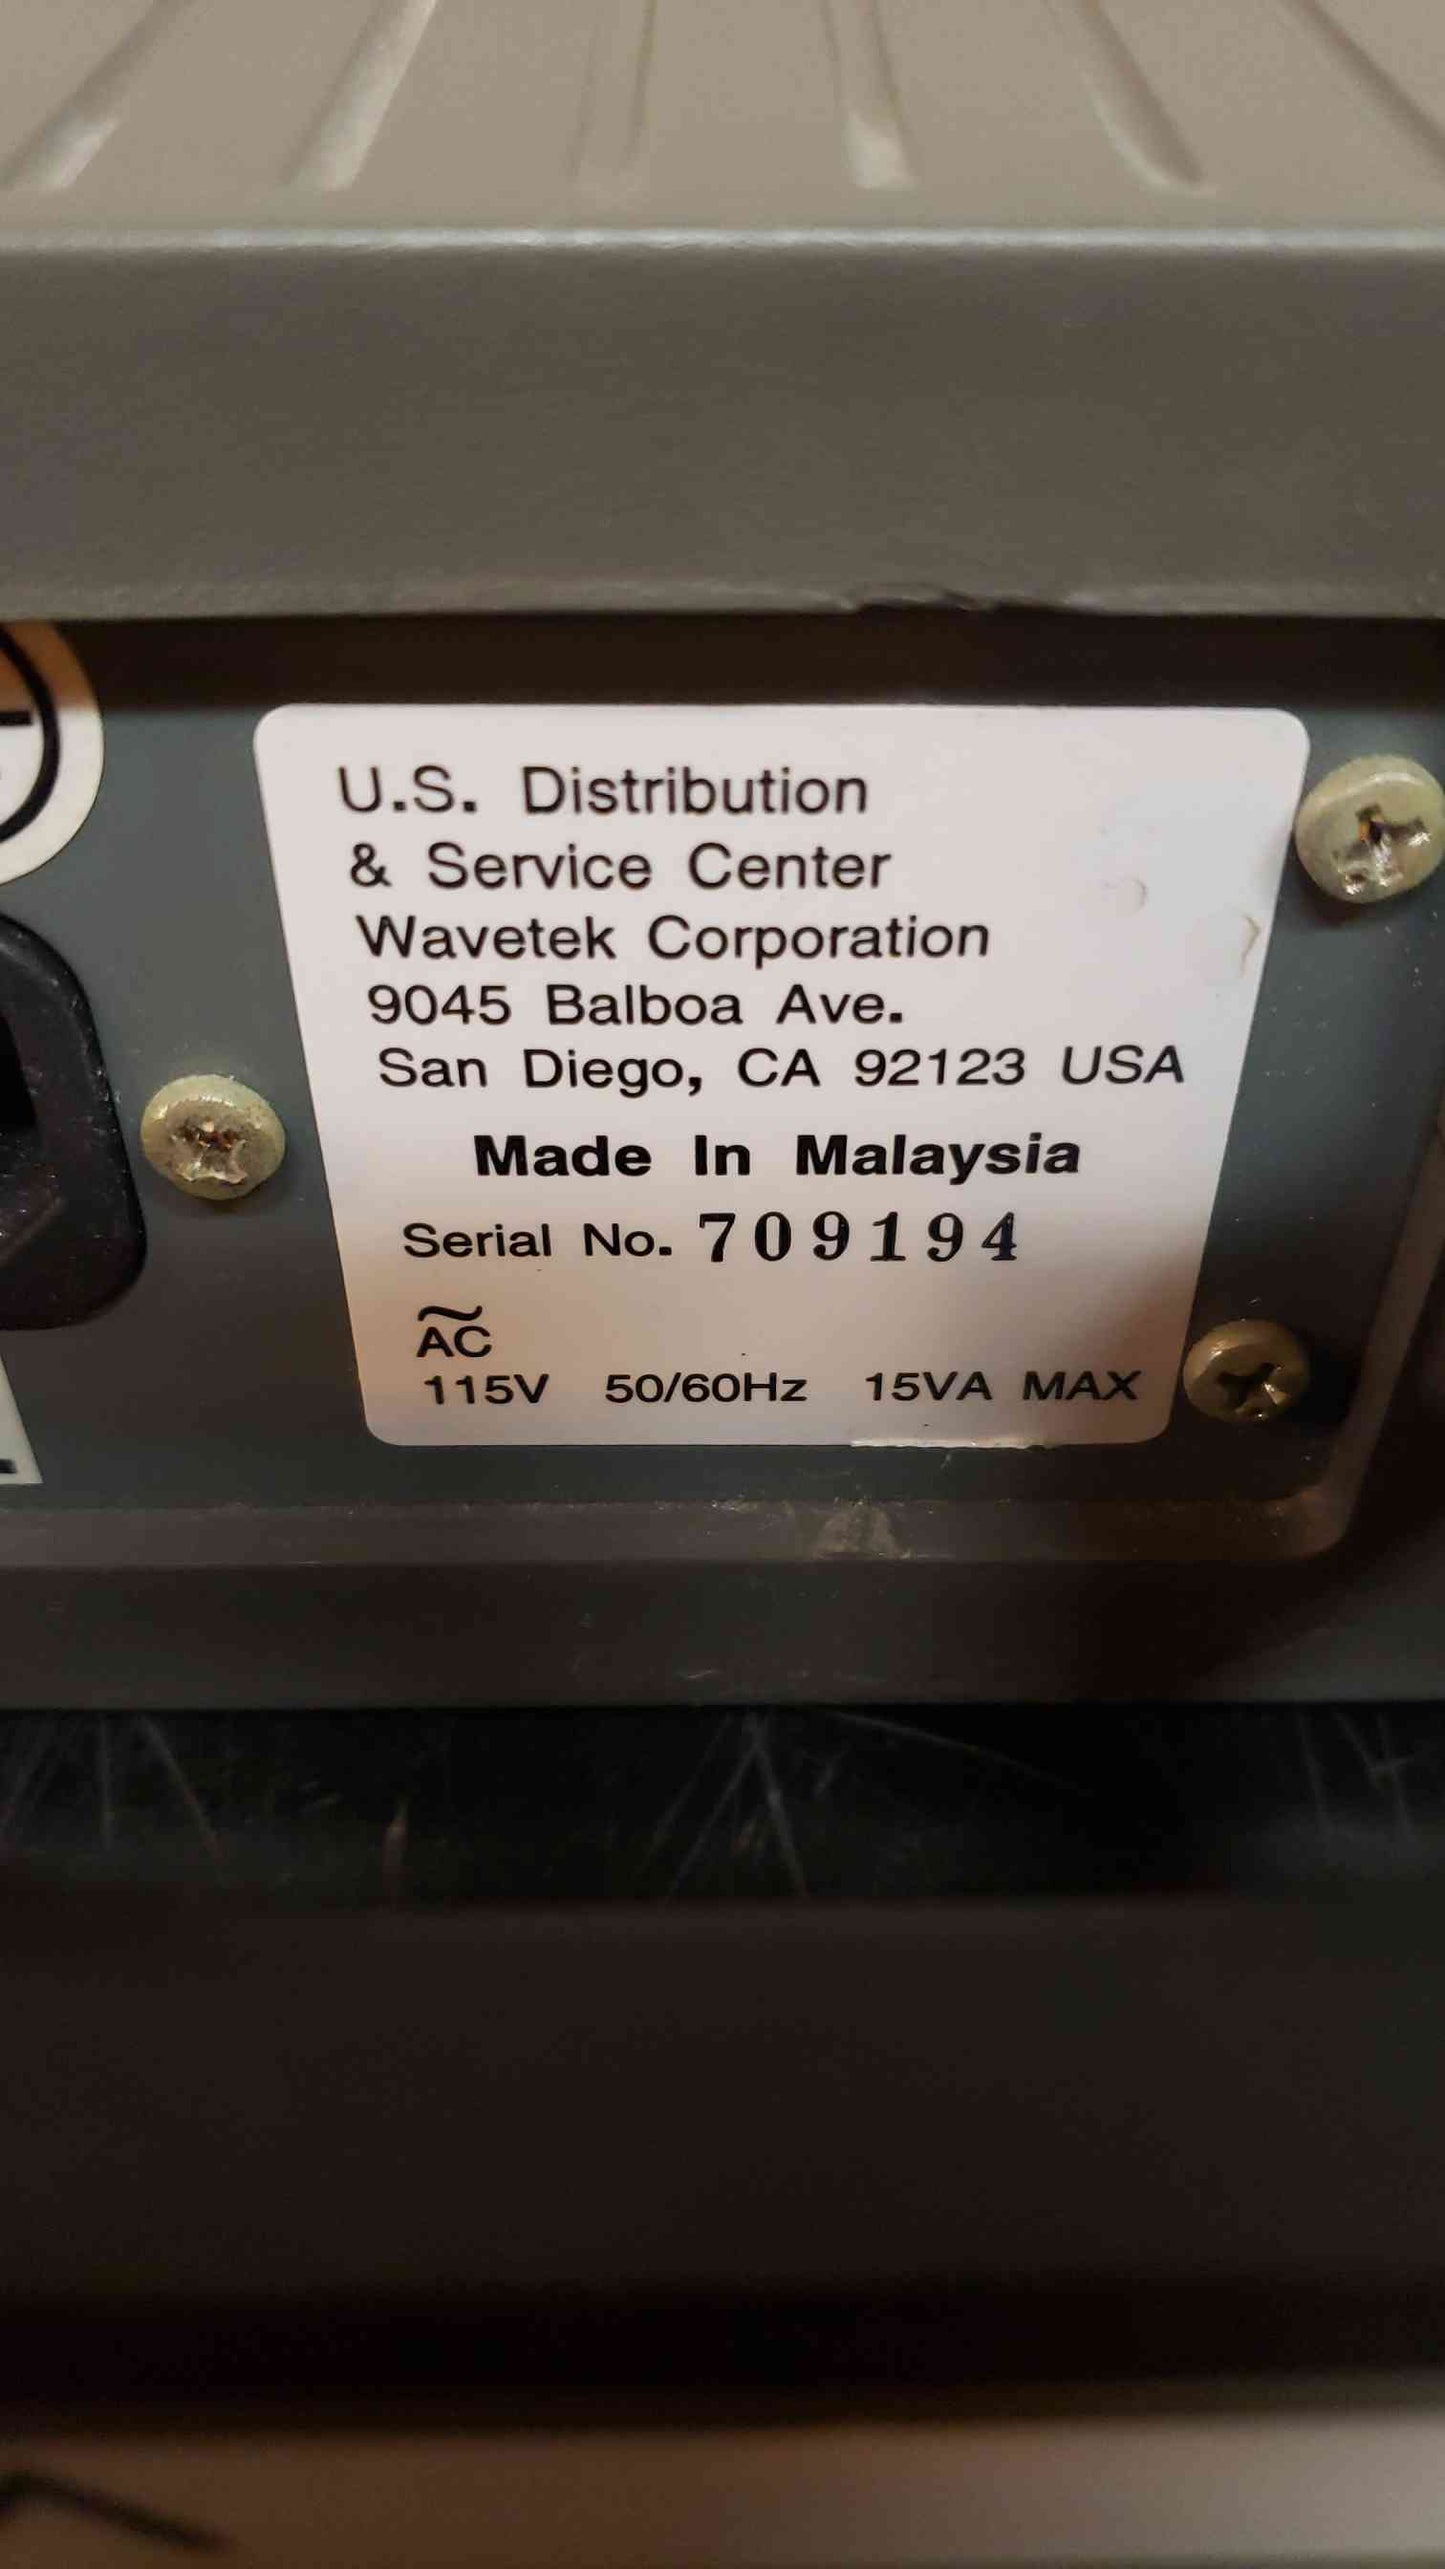 U.S. Distribution
& Service Center
Wavetek Corporation
9045 Balboa Ave.
San Diego, CA 92123 USA
Made In Malaysia
Serial No. 709194
~
AC
115V 50/60Hz 15VA MAX